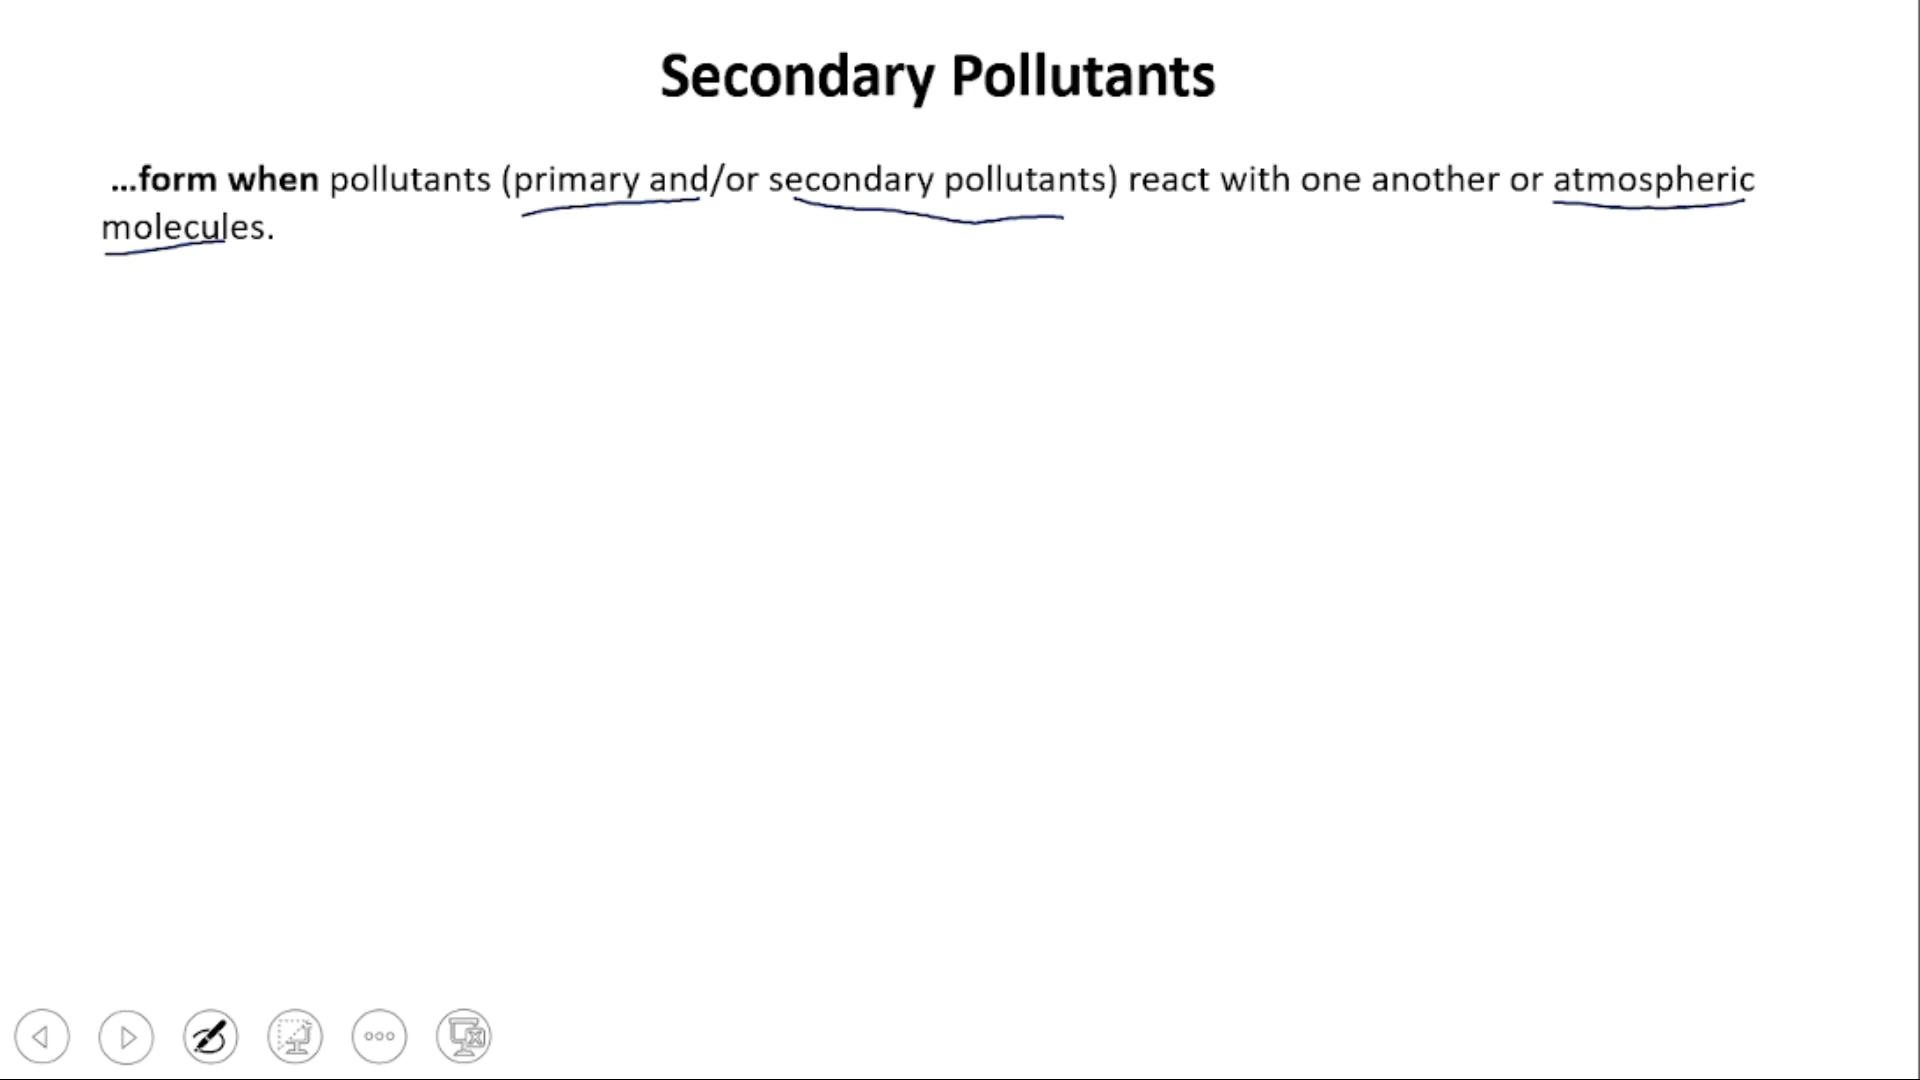 Secondary Pollutants
...form when pollutants (primary and/or secondary pollutants) react with one another or atmospheric
molecules.